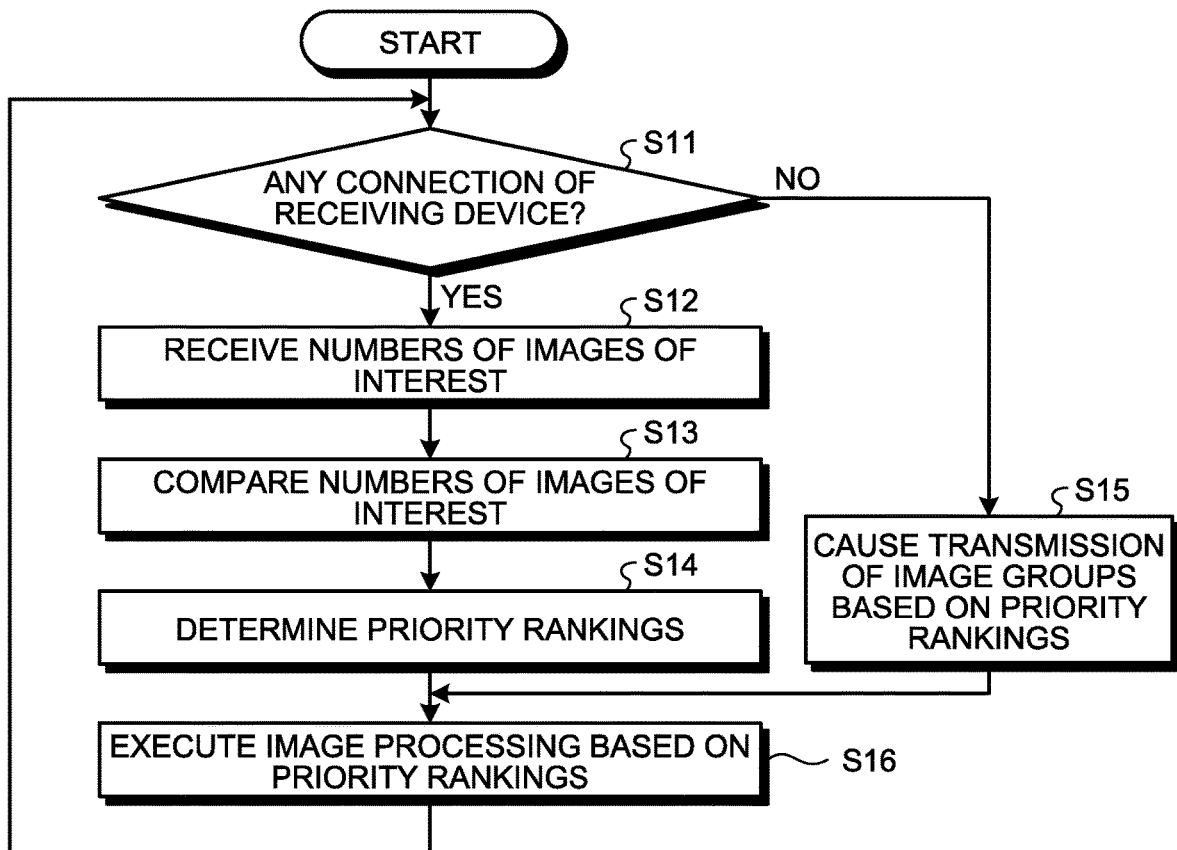 START
S11
ANY CONNECTION OF
RECEIVING DEVICE?
NO
YES
S12
RECEIVE NUMBERS OF IMAGES OF
INTEREST
S13
COMPARE NUMBERS OF IMAGES OF
INTEREST
S14
DETERMINE PRIORITY RANKINGS
S15
CAUSE TRANSMISSION
OF IMAGE GROUPS
BASED ON PRIORITY
RANKINGS
EXECUTE IMAGE PROCESSING BASED ON
PRIORITY RANKINGS
S16